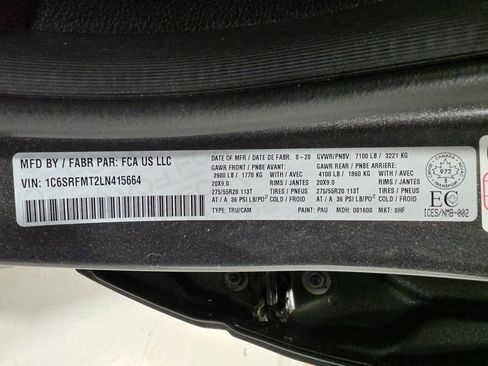 MFD BY / FABR PAR: FCA US LLC
VIN: 1C6SRFMT2LN415664
DATE OF MFR / DATE DE FABR: 8-20 GVWR/PNBV: 7100 LB / 3221 KG
GAWR FRONT / PNBE AVANT: GAWR REAR / PNBE ARRIERE:
3900 LB / 1770 KG WITH / AVEC 4100 LB / 1860 KG WITH / AVEC
20X9.0 RIMS / JANTES 20X9.0 RIMS / JANTES
275/55R20 113T TIRES / PNEUS 275/55R20 113T TIRES / PNEUS
AT / A 36 PSI LB/PO² COLD / FROID AT / A 36 PSI LB/PO² COLD / FROID
TYPE: TRU/CAM PAINT: PAU MDH: 081600 MKT: BHF
CANADA
972
TRANSPORT
EC
ICES/NMB-002